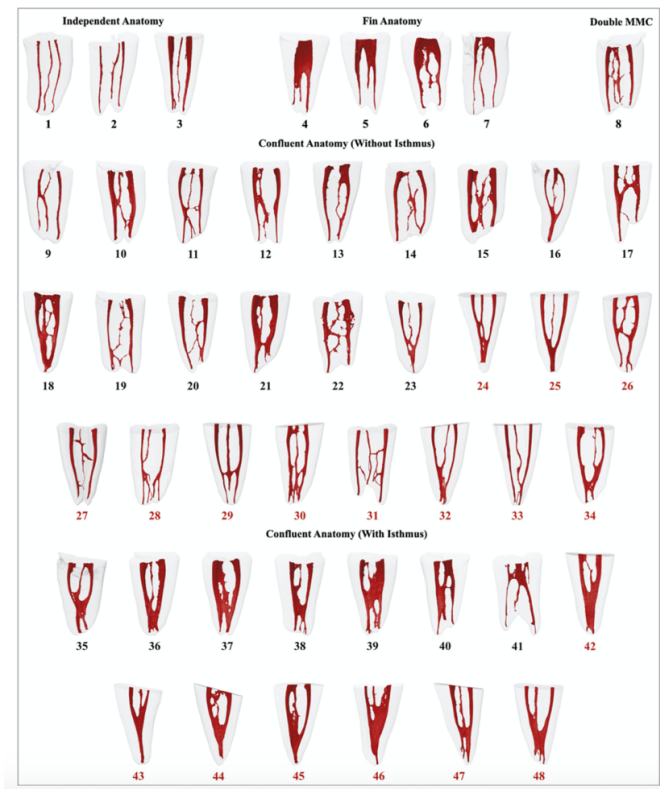 Independent Anatomy Fin Anatomy Double MMC
1 2 3 4 5 6 7 8
Confluent Anatomy (Without Isthmus)
9 10 11 12 13 14 15 16 17
18 19 20 21 22 23 24 25 26
27 28 29 30 31 32 33 34
Confluent Anatomy (With Isthmus)
35 36 37 38 39 40 41 42
43 44 45 46 47 48